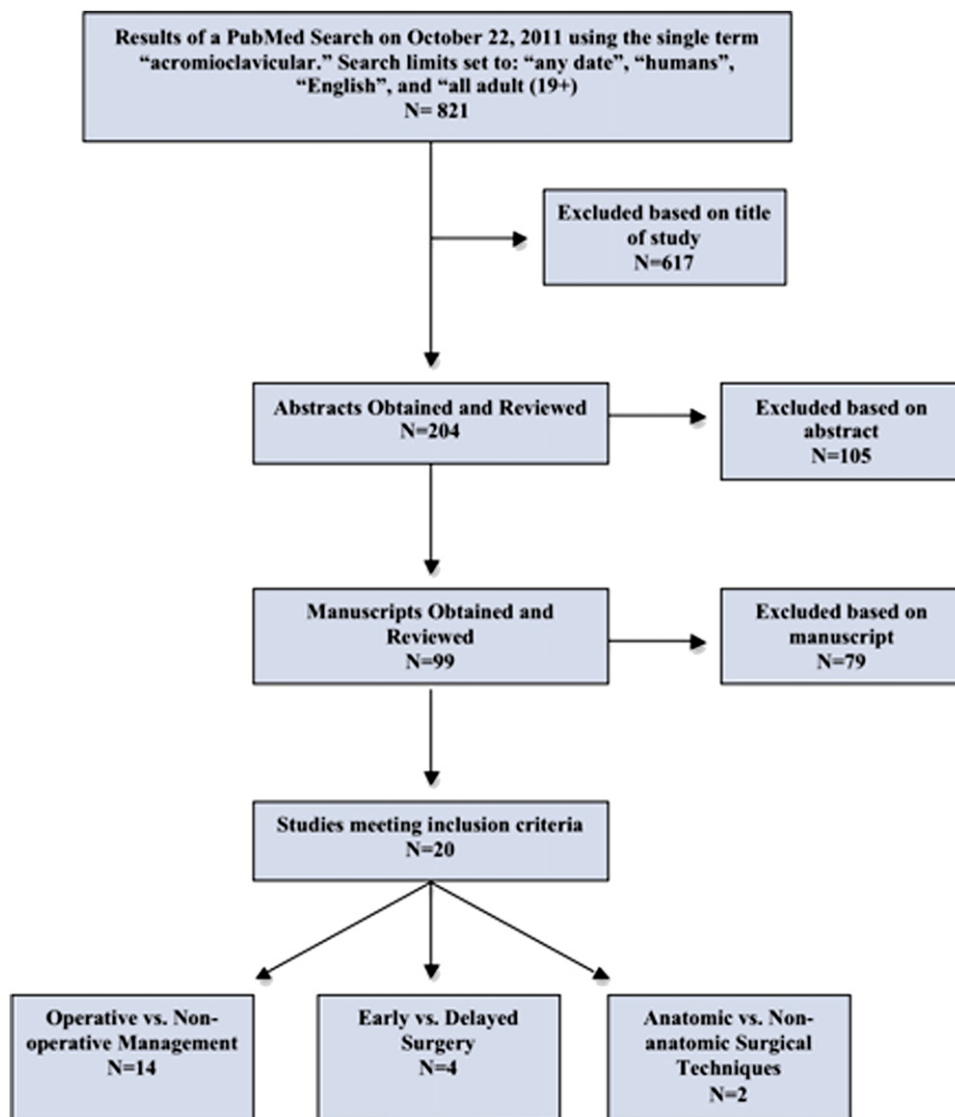 Results of a PubMed Search on October 22, 2011 using the single term
“acromioclavicular.” Search limits set to: “any date”, “humans”,
“English”, and “all adult (19+)
N= 821
Excluded based on title
of study
N=617
Abstracts Obtained and Reviewed
N=204
Excluded based on
abstract
N=105
Manuscripts Obtained and
Reviewed
N=99
Excluded based on
manuscript
N=79
Studies meeting inclusion criteria
N=20
Operative vs. Non-
operative Management
N=14
Early vs. Delayed
Surgery
N=4
Anatomic vs. Non-
anatomic Surgical
Techniques
N=2